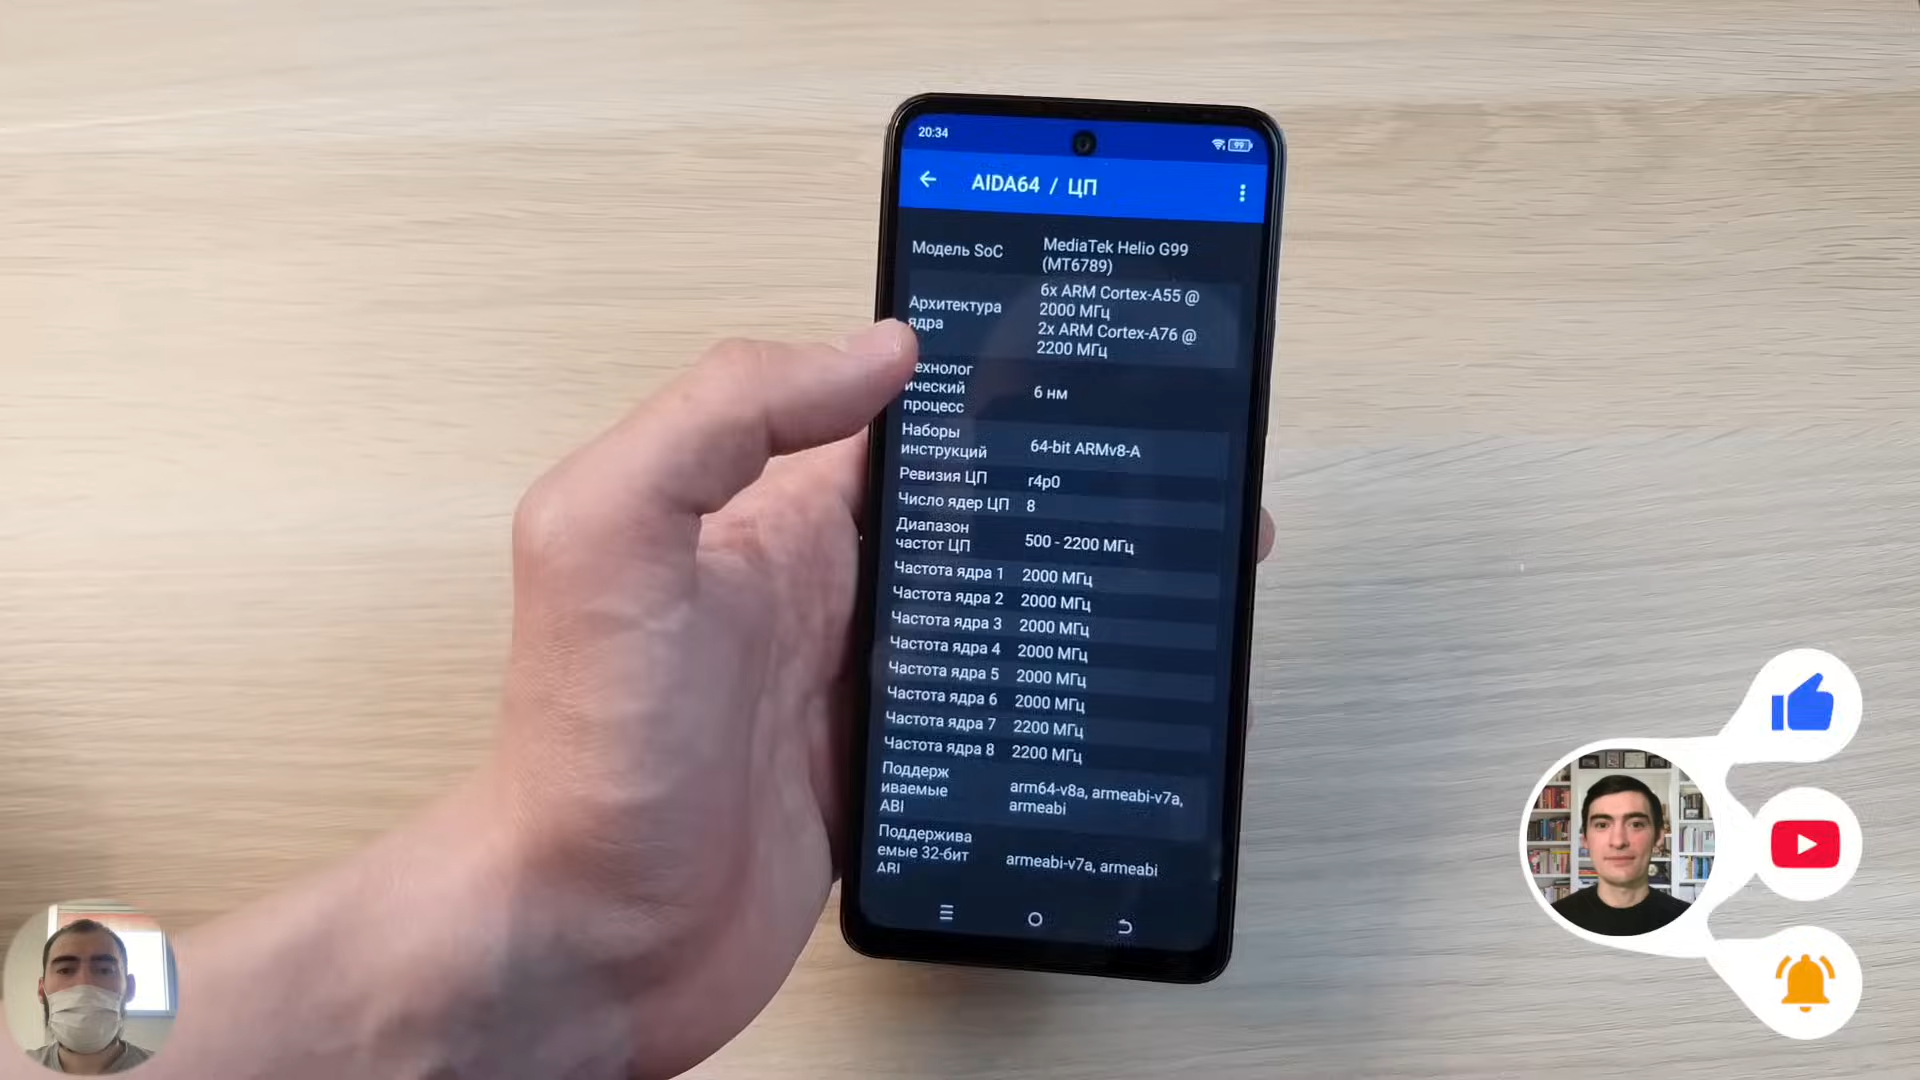 20:34
99
AIDA64 / ЦП
Модель SoC
MediaTek Helio G99
(MT6789)
Архитектура
ядра
6x ARM Cortex-A55 @
2000 МГц
2x ARM Cortex-A76 @
2200 МГц
ехнолог
ический
процесс
6 нм
Наборы
инструкций
64-bit ARMv8-A
Ревизия ЦП
r4p0
Число ядер ЦП
8
Диапазон
частот ЦП
500 - 2200 МГц
Частота ядра 1
2000 МГц
Частота ядра 2
2000 МГц
Частота ядра 3
2000 МГц
Частота ядра 4
2000 МГц
Частота ядра 5
2000 МГц
Частота ядра 6
2000 МГц
Частота ядра 7
2200 МГц
Частота ядра 8
2200 МГц
Поддерж
иваемые
ABI
arm64-v8a, armeabi-v7a,
armeabi
Поддержива
емые 32-бит
ABI
armeabi-v7a, armeabi